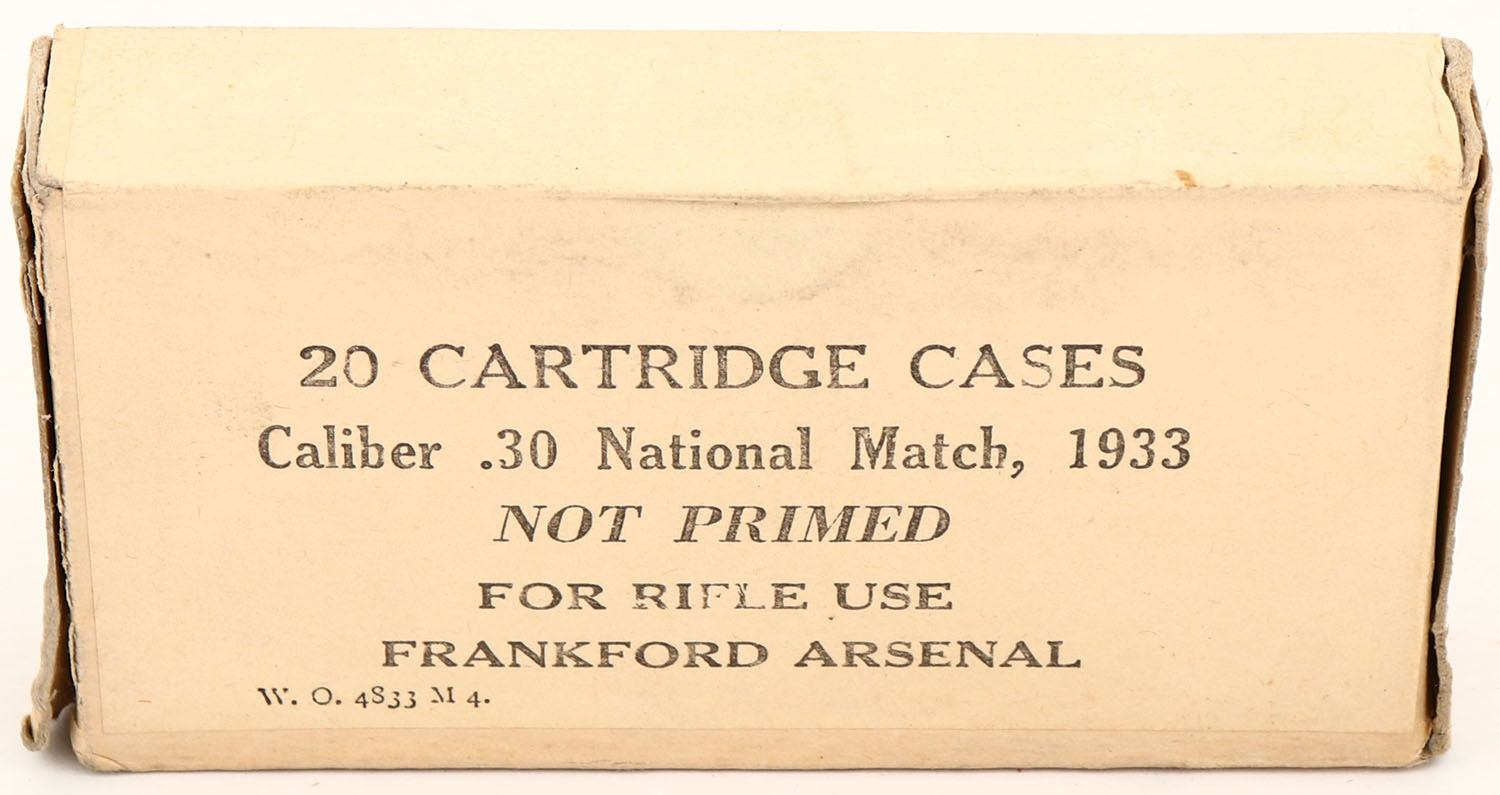 20 CARTRIDGE CASES
Caliber .30 National Match, 1933
NOT PRIMED
FOR RIFLE USE
FRANKFORD ARSENAL
W. O. 4833 M 4.